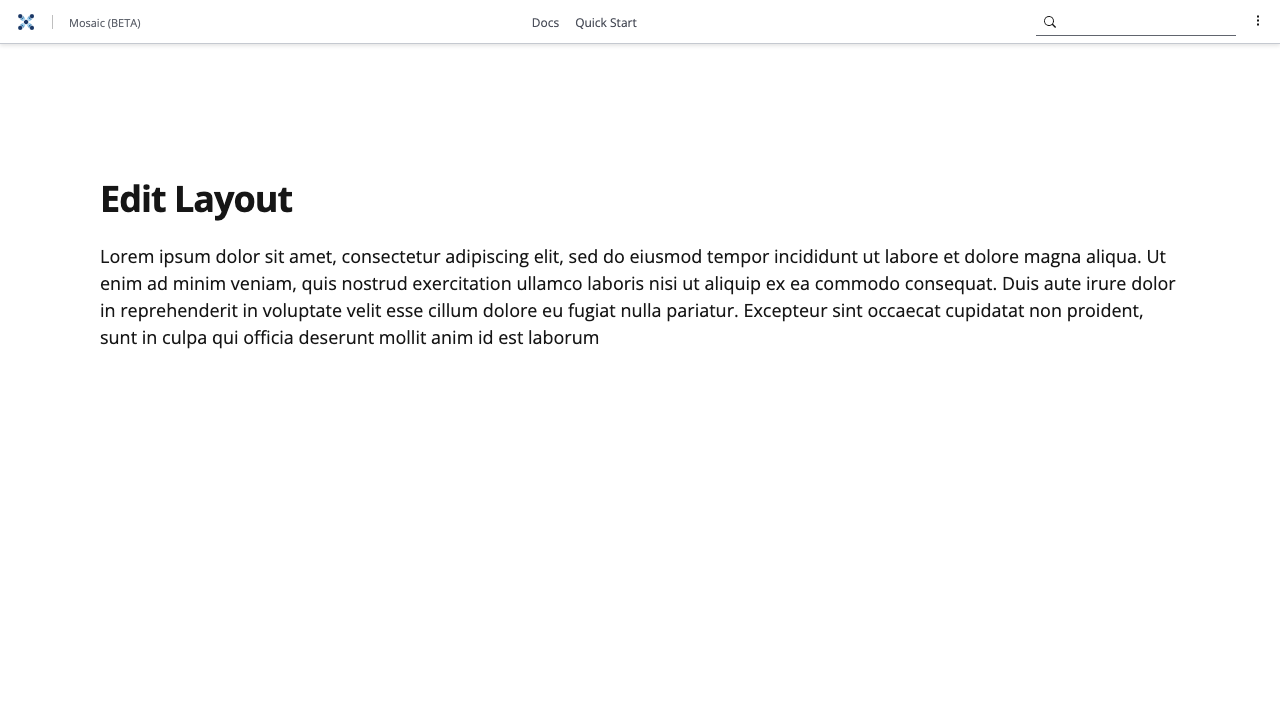 Mosaic (BETA)
Docs
Quick Start
Edit Layout
Lorem ipsum dolor sit amet, consectetur adipiscing elit, sed do eiusmod tempor incididunt ut labore et dolore magna aliqua. Ut
enim ad minim veniam, quis nostrud exercitation ullamco laboris nisi ut aliquip ex ea commodo consequat. Duis aute irure dolor
in reprehenderit in voluptate velit esse cillum dolore eu fugiat nulla pariatur. Excepteur sint occaecat cupidatat non proident,
sunt in culpa qui officia deserunt mollit anim id est laborum